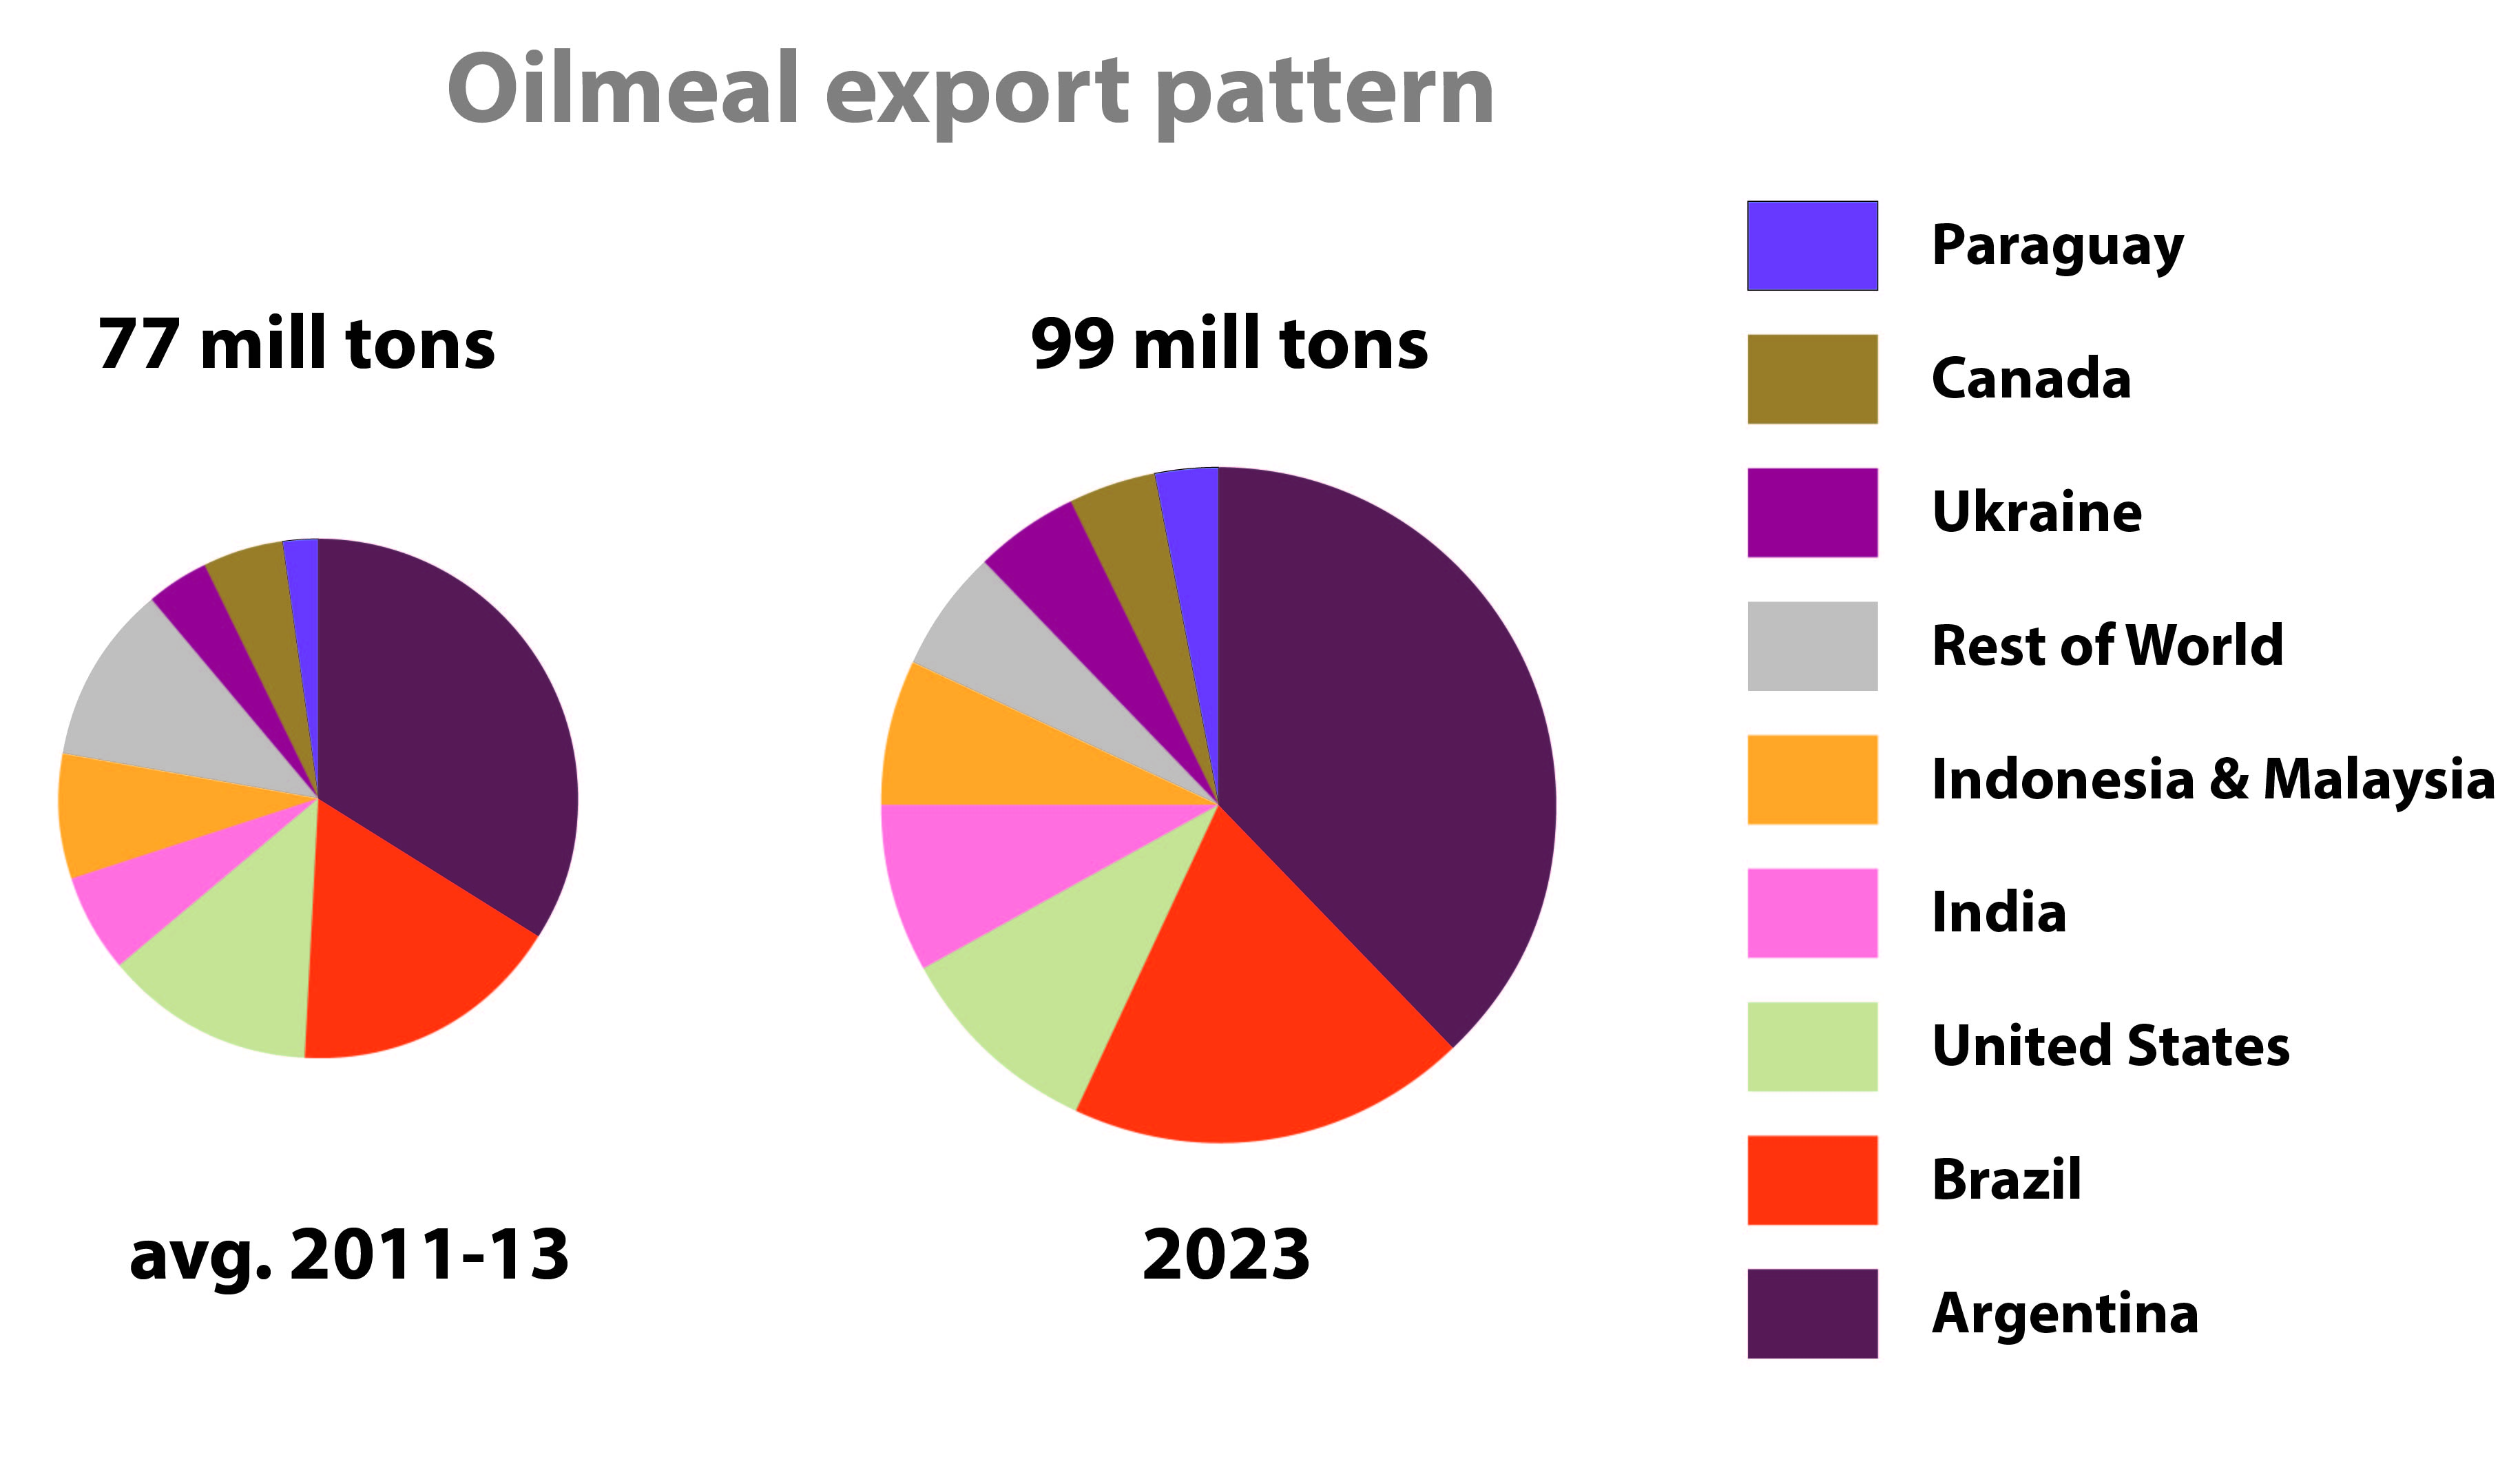 Oilmeal export pattern
77 mill tons
99 mill tons
avg. 2011-13
2023
Paraguay
Canada
Ukraine
Rest of World
Indonesia & Malaysia
India
United States
Brazil
Argentina